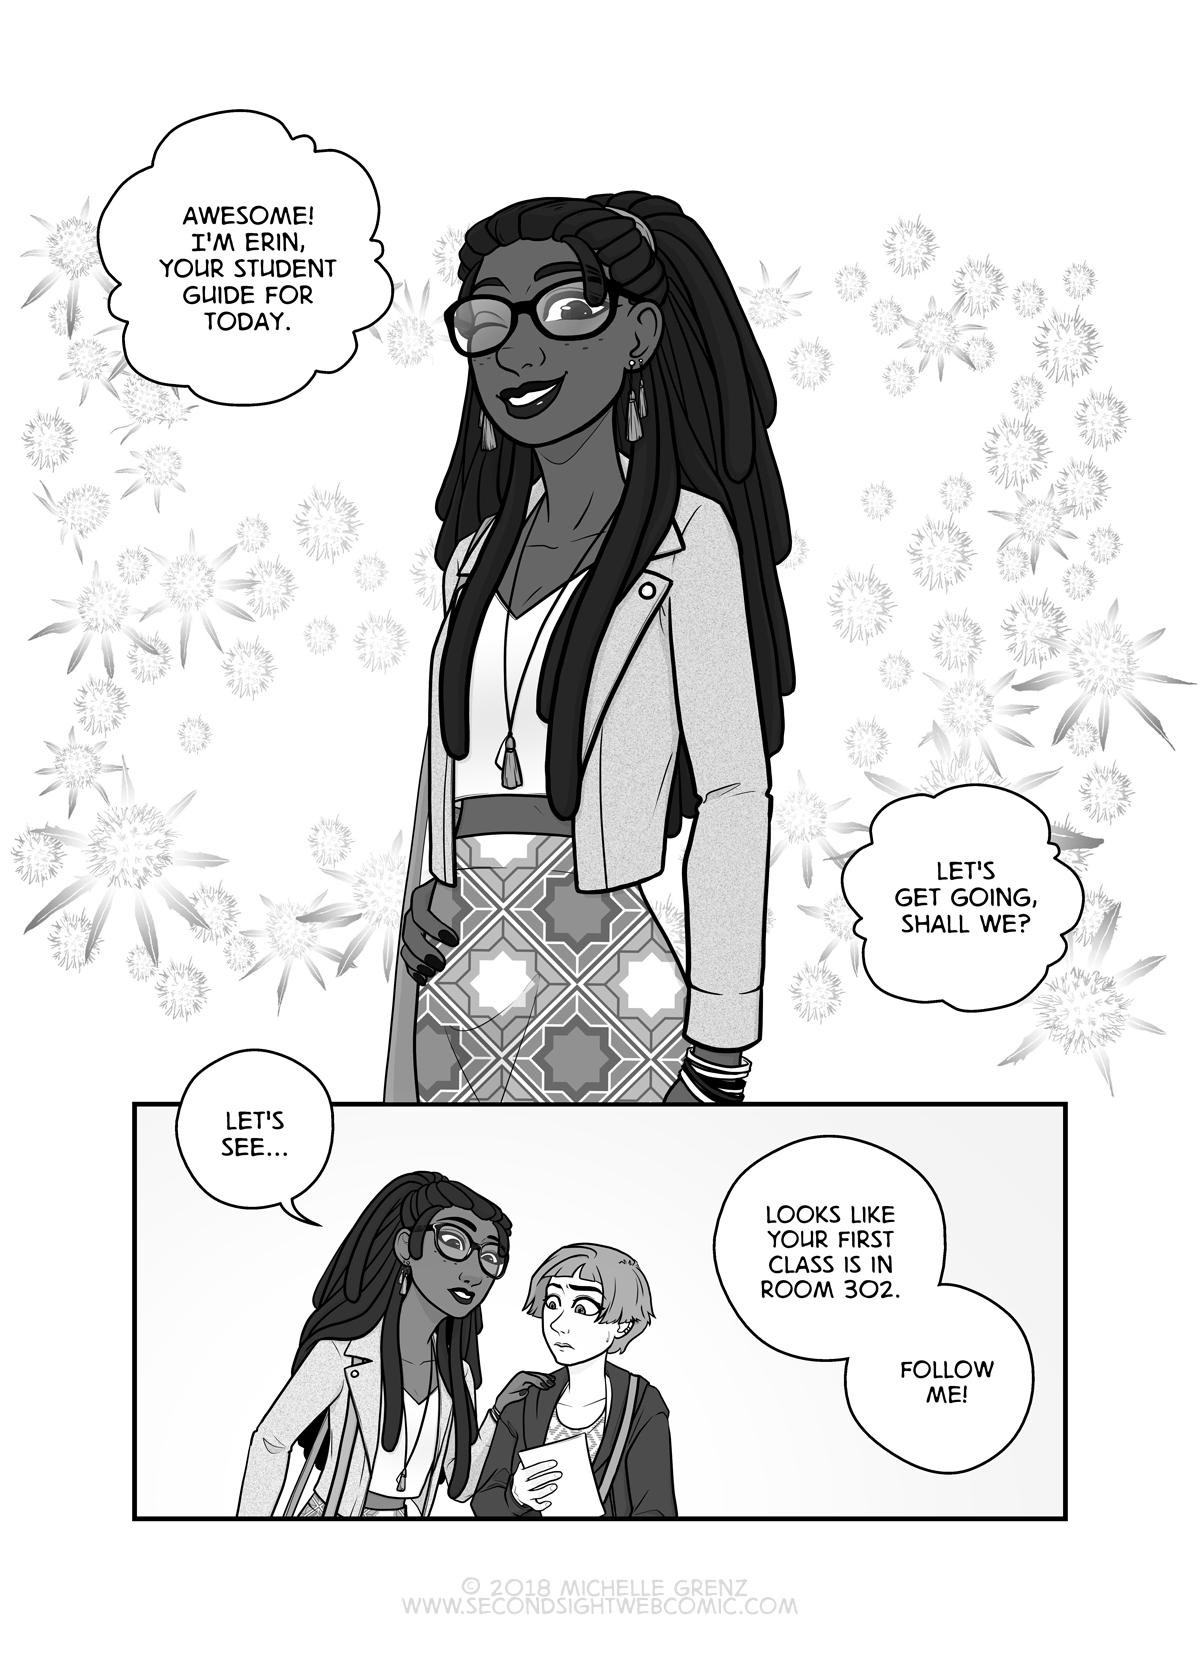 AWESOME!
I'M ERIN,
YOUR STUDENT
GUIDE FOR
TODAY.
LET'S
GET GOING,
SHALL WE?
LET'S
SEE...
LOOKS LIKE
YOUR FIRST
CLASS IS IN
ROOM 302.
FOLLOW
ME!
© 2018 MICHELLE GRENZ
WWW.SECONDSIGHTWEBCOMIC.COM